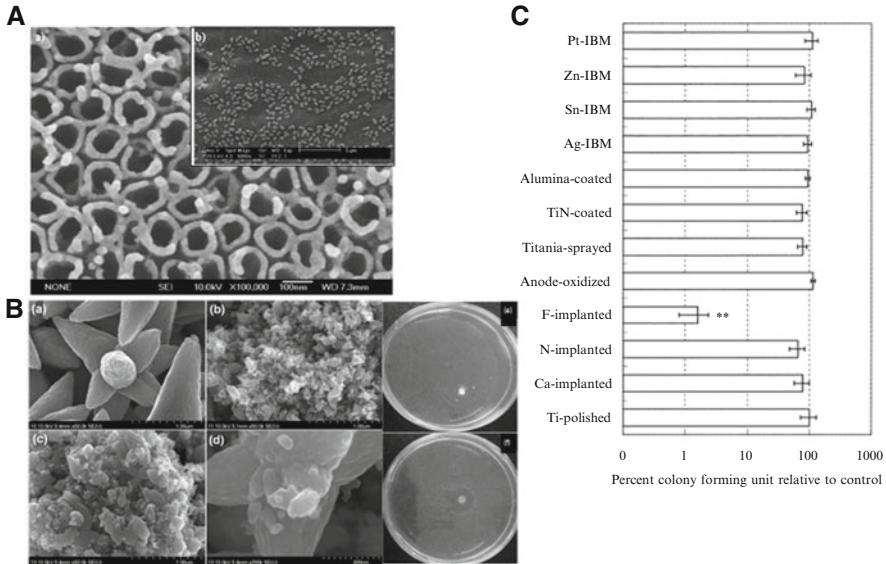 A
a)
b)
NONE SEI 10.0kV X100,000 100nm WD 7.3mm
B
(a)
(b)
(c)
(d)
C
Pt-IBM
Zn-IBM
Sn-IBM
Ag-IBM
Alumina-coated
TiN-coated
Titania-sprayed
Anode-oxidized
F-implanted
**
N-implanted
Ca-implanted
Ti-polished
0 1 10 100 1000
Percent colony forming unit relative to control